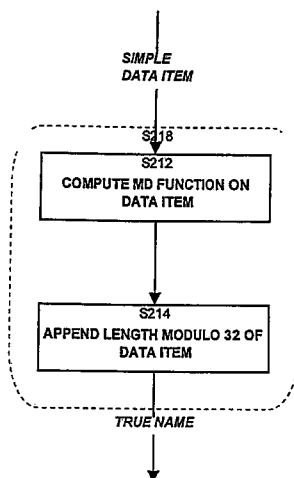 SIMPLE
DATA ITEM
S218
S212
COMPUTE MD FUNCTION ON
DATA ITEM
S214
APPEND LENGTH MODULO 32 OF
DATA ITEM
TRUE NAME